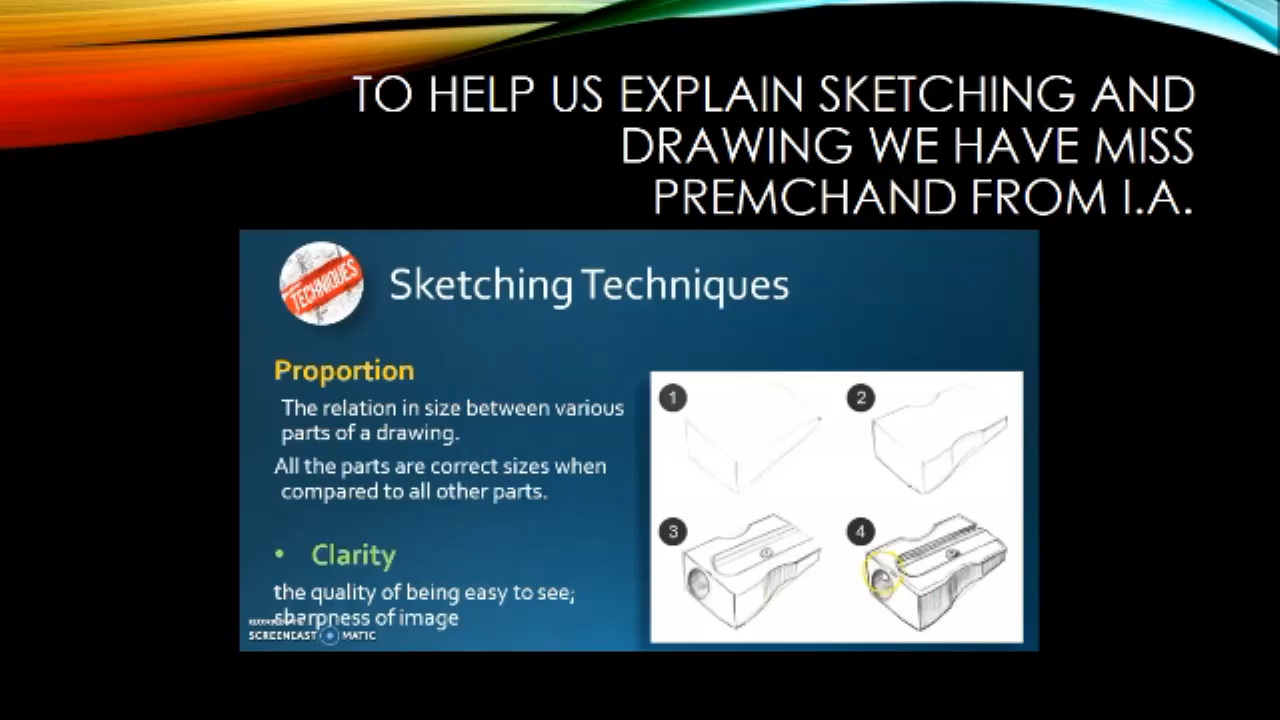 TO HELP US EXPLAIN SKETCHING AND
DRAWING WE HAVE MISS
PREMCHAND FROM I.A.
TECHNIQUES
Sketching Techniques
Proportion
The relation in size between various
parts of a drawing.
All the parts are correct sizes when
compared to all other parts.
• Clarity
the quality of being easy to see;
sharpness of image
SCREENCAST MATIC
1
2
3
4